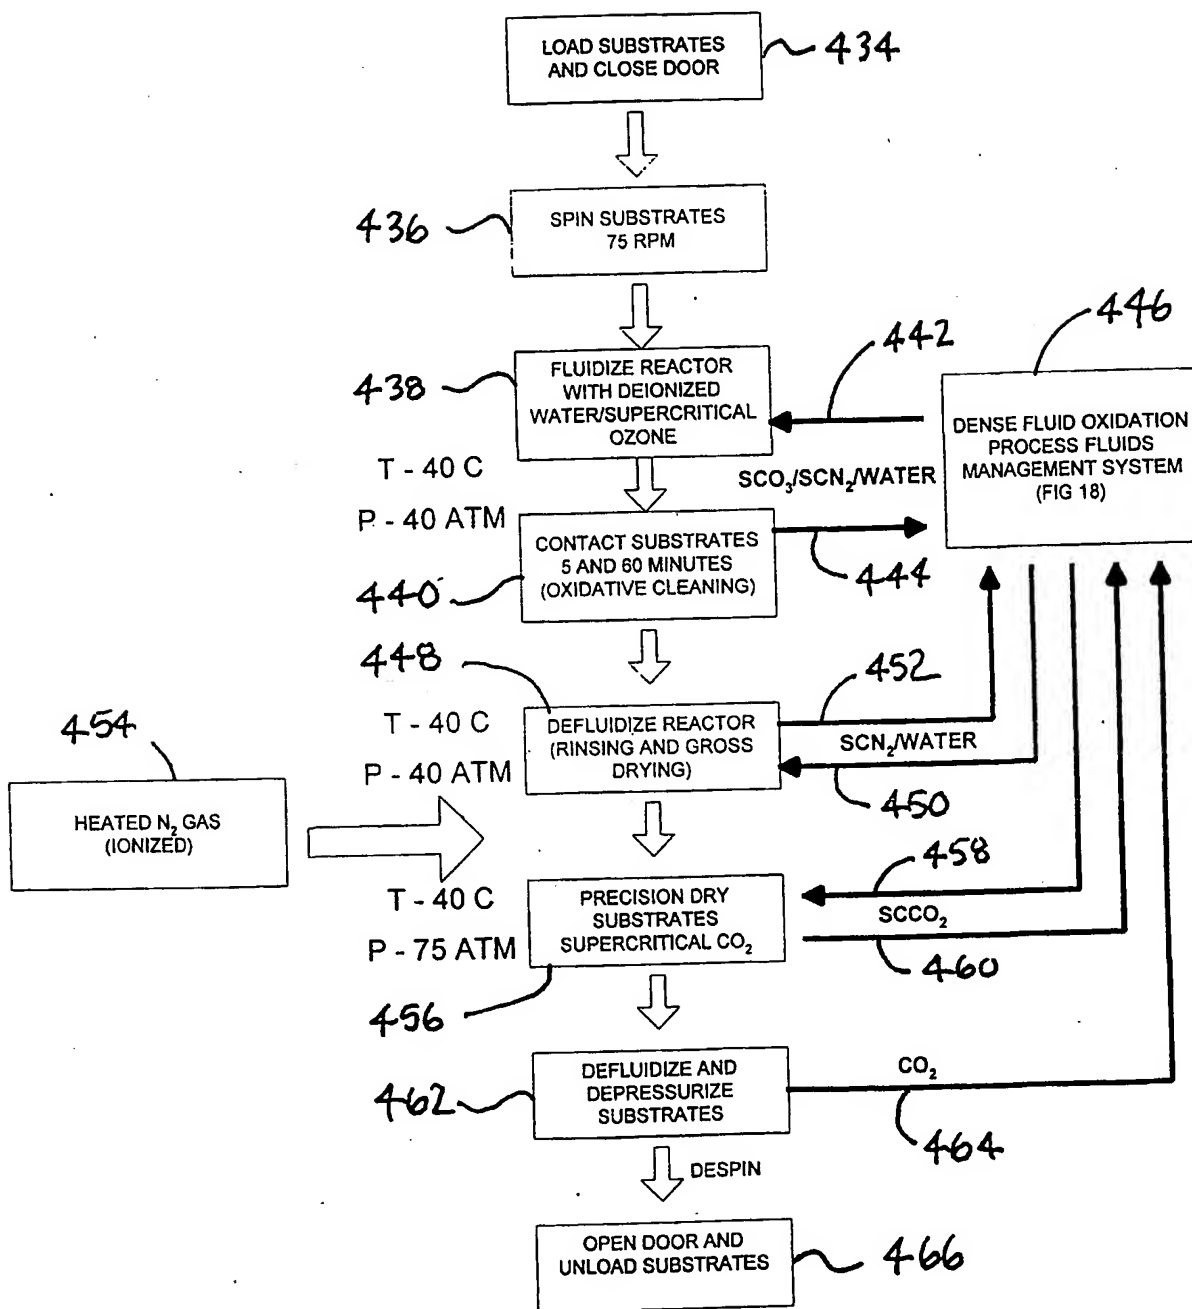 LOAD SUBSTRATES
AND CLOSE DOOR
434
436
SPIN SUBSTRATES
75 RPM
446
442
438
FLUIDIZE REACTOR
WITH DEIONIZED
WATER/SUPERCRITICAL
OZONE
DENSE FLUID OXIDATION
PROCESS FLUIDS
MANAGEMENT SYSTEM
(FIG 18)
T - 40 C
P - 40 ATM
SCO₃/SCN₂/WATER
440
CONTACT SUBSTRATES
5 AND 60 MINUTES
(OXIDATIVE CLEANING)
444
448
452
454
T - 40 C
P - 40 ATM
DEFLUIDIZE REACTOR
(RINSING AND GROSS
DRYING)
SCN₂/WATER
450
HEATED N₂ GAS
(IONIZED)
458
T - 40 C
P - 75 ATM
PRECISION DRY
SUBSTRATES
SUPERCRITICAL CO₂
SCCO₂
460
456
462
DEFLUIDIZE AND
DEPRESSURIZE
SUBSTRATES
CO₂
464
DESPIN
OPEN DOOR AND
UNLOAD SUBSTRATES
466